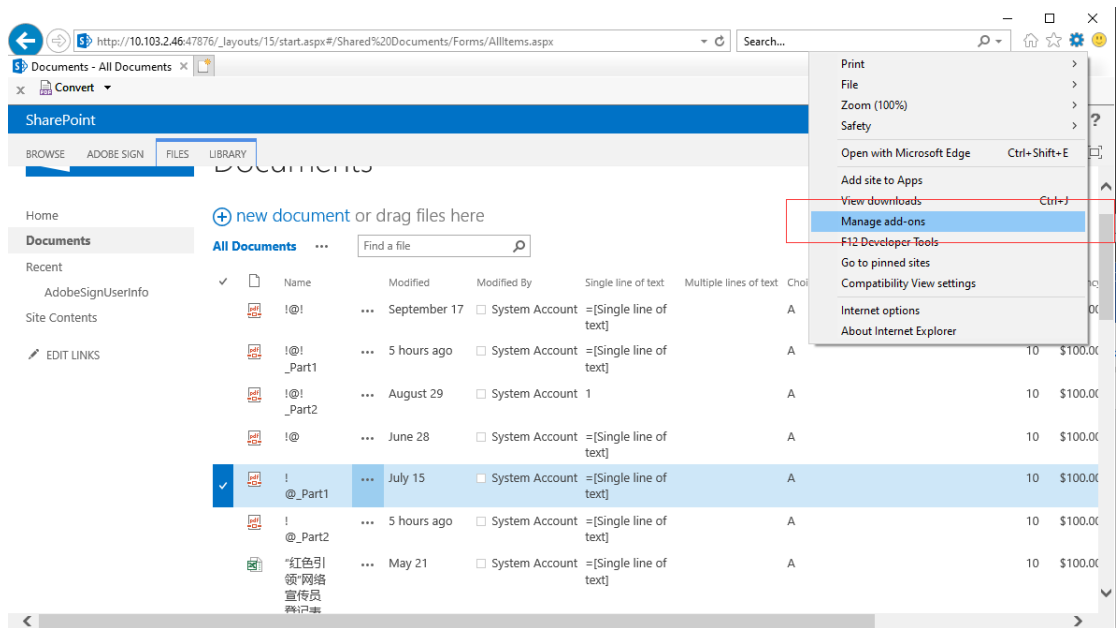 http://10.103.2.46:47876/_layouts/15/start.aspx#/Shared%20Documents/Forms/AllItems.aspx
Search...
Documents - All Documents
x Convert
SharePoint
?
BROWSE ADOBE SIGN FILES LIBRARY
Documents
Print
File
Zoom (100%)
Safety
Open with Microsoft Edge Ctrl+Shift+E
Add site to Apps
View downloads Ctrl+J
Manage add-ons
F12 Developer Tools
Go to pinned sites
Compatibility View settings
Internet options
About Internet Explorer
Home
Documents
Recent
AdobeSignUserInfo
Site Contents
EDIT LINKS
new document or drag files here
All Documents ... Find a file
Name Modified Modified By Single line of text Multiple lines of text
!@! ... September 17 System Account =[Single line of
text] A
!@! ... 5 hours ago System Account =[Single line of A 10 $100.00
_Part1 text]
!@! ... August 29 System Account 1 A 10 $100.00
_Part2
!@ ... June 28 System Account =[Single line of A 10 $100.00
text]
! ... July 15 System Account =[Single line of A 10 $100.00
@_Part1 text]
! ... 5 hours ago System Account =[Single line of A 10 $100.00
@_Part2 text]
"红色引 ... May 21 System Account =[Single line of A 10 $100.00
领"网络 text]
宣传员
登记表